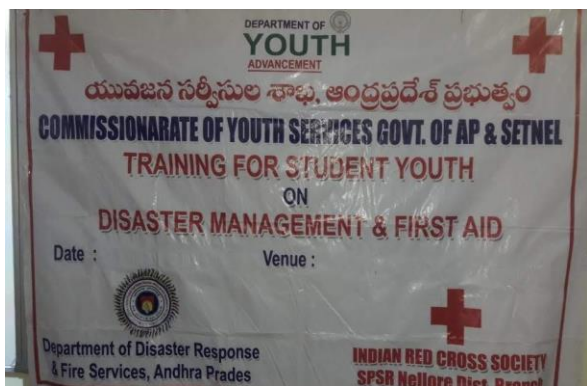 DEPARTMENT OF
YOUTH
ADVANCEMENT
యువజన సర్వీసుల శాఖ, ఆంధ్రప్రదేశ్ ప్రభుత్వం
COMMISSIONARATE OF YOUTH SERVICES GOVT. OF AP & SETNEL
TRAINING FOR STUDENT YOUTH
ON
DISASTER MANAGEMENT & FIRST AID
Date :
Venue :
Department of Disaster Response
& Fire Services, Andhra Prades
INDIAN RED CROSS SOCIETY
SPSR Nellore Dist. Branch